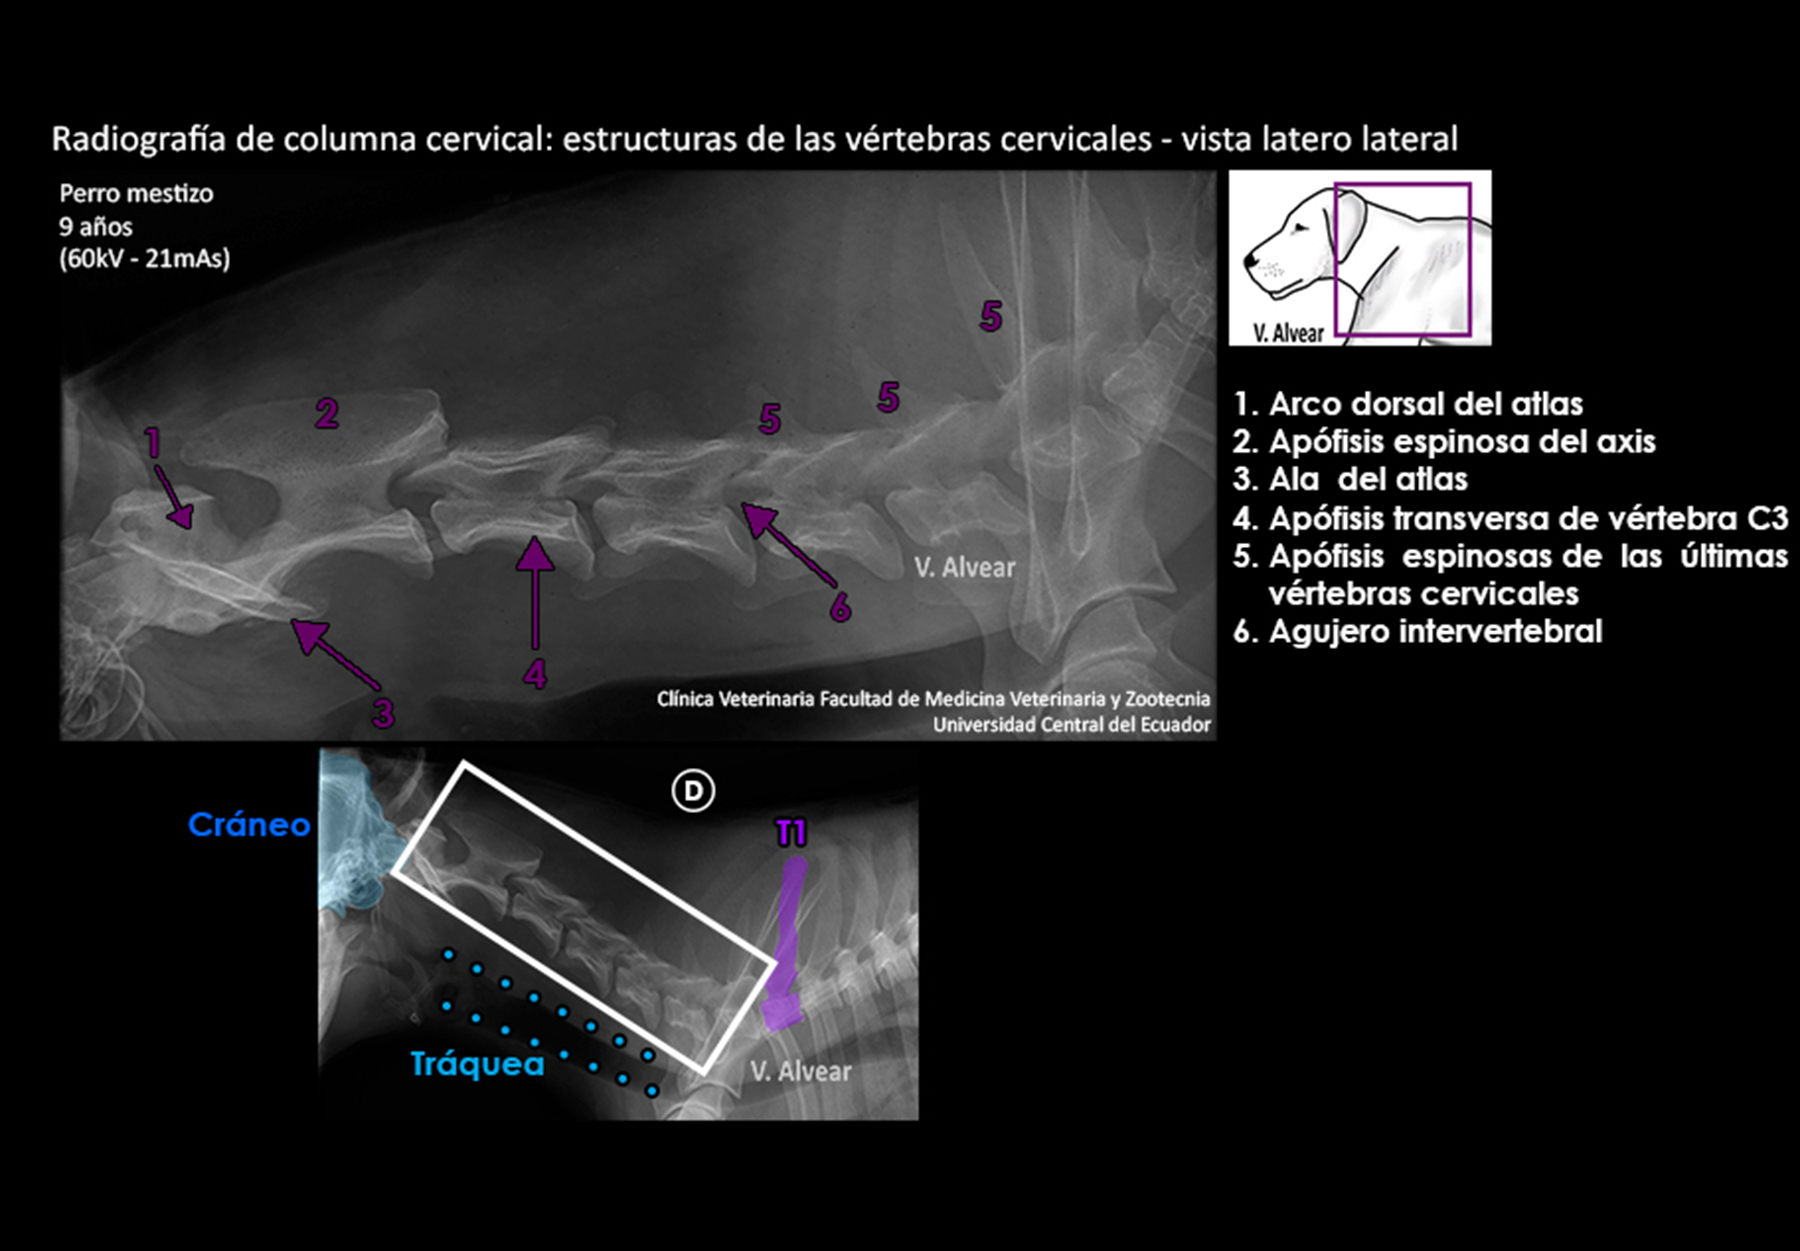 Radiografía de columna cervical: estructuras de las vértebras cervicales - vista latero lateral
Perro mestizo
9 años
(60kV - 21mAs)
1
2
3
4
5
5
5
6
V. Alvear
Clínica Veterinaria Facultad de Medicina Veterinaria y Zootecnia
Universidad Central del Ecuador
V. Alvear
1. Arco dorsal del atlas
2. Apófisis espinosa del axis
3. Ala del atlas
4. Apófisis transversa de vértebra C3
5. Apófisis espinosas de las últimas
vértebras cervicales
6. Agujero intervertebral
D
Cráneo
T1
Tráquea
V. Alvear